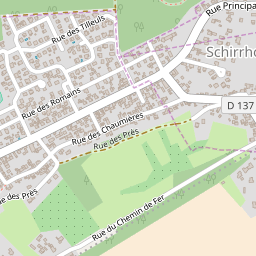 Rue des Tilleuls
Rue Principa
Schirrho
Rue des Romains
D 137
Rue des Chaumières
Rue des Prés
ue des Prés
Rue du Chemin de Fer